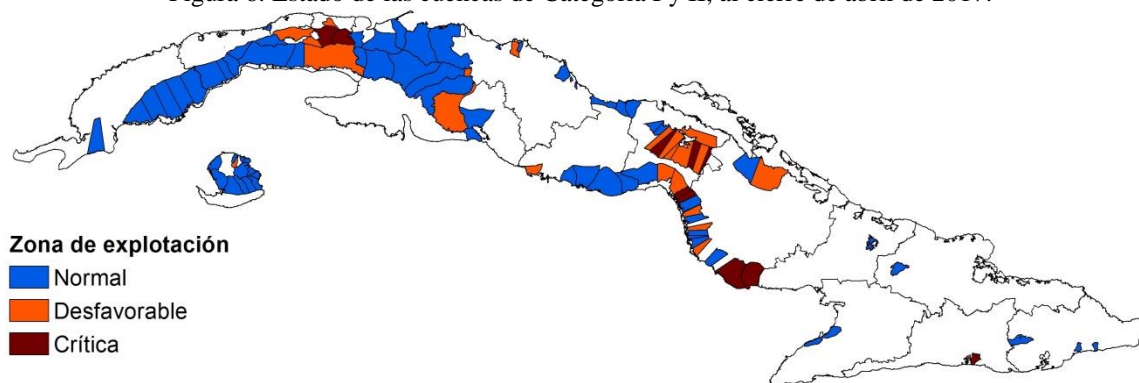 Figura 6. Estado de las cuencas de Categoría I y II, al cierre de abril de 2017.
Zona de explotación
Normal
Desfavorable
Crítica